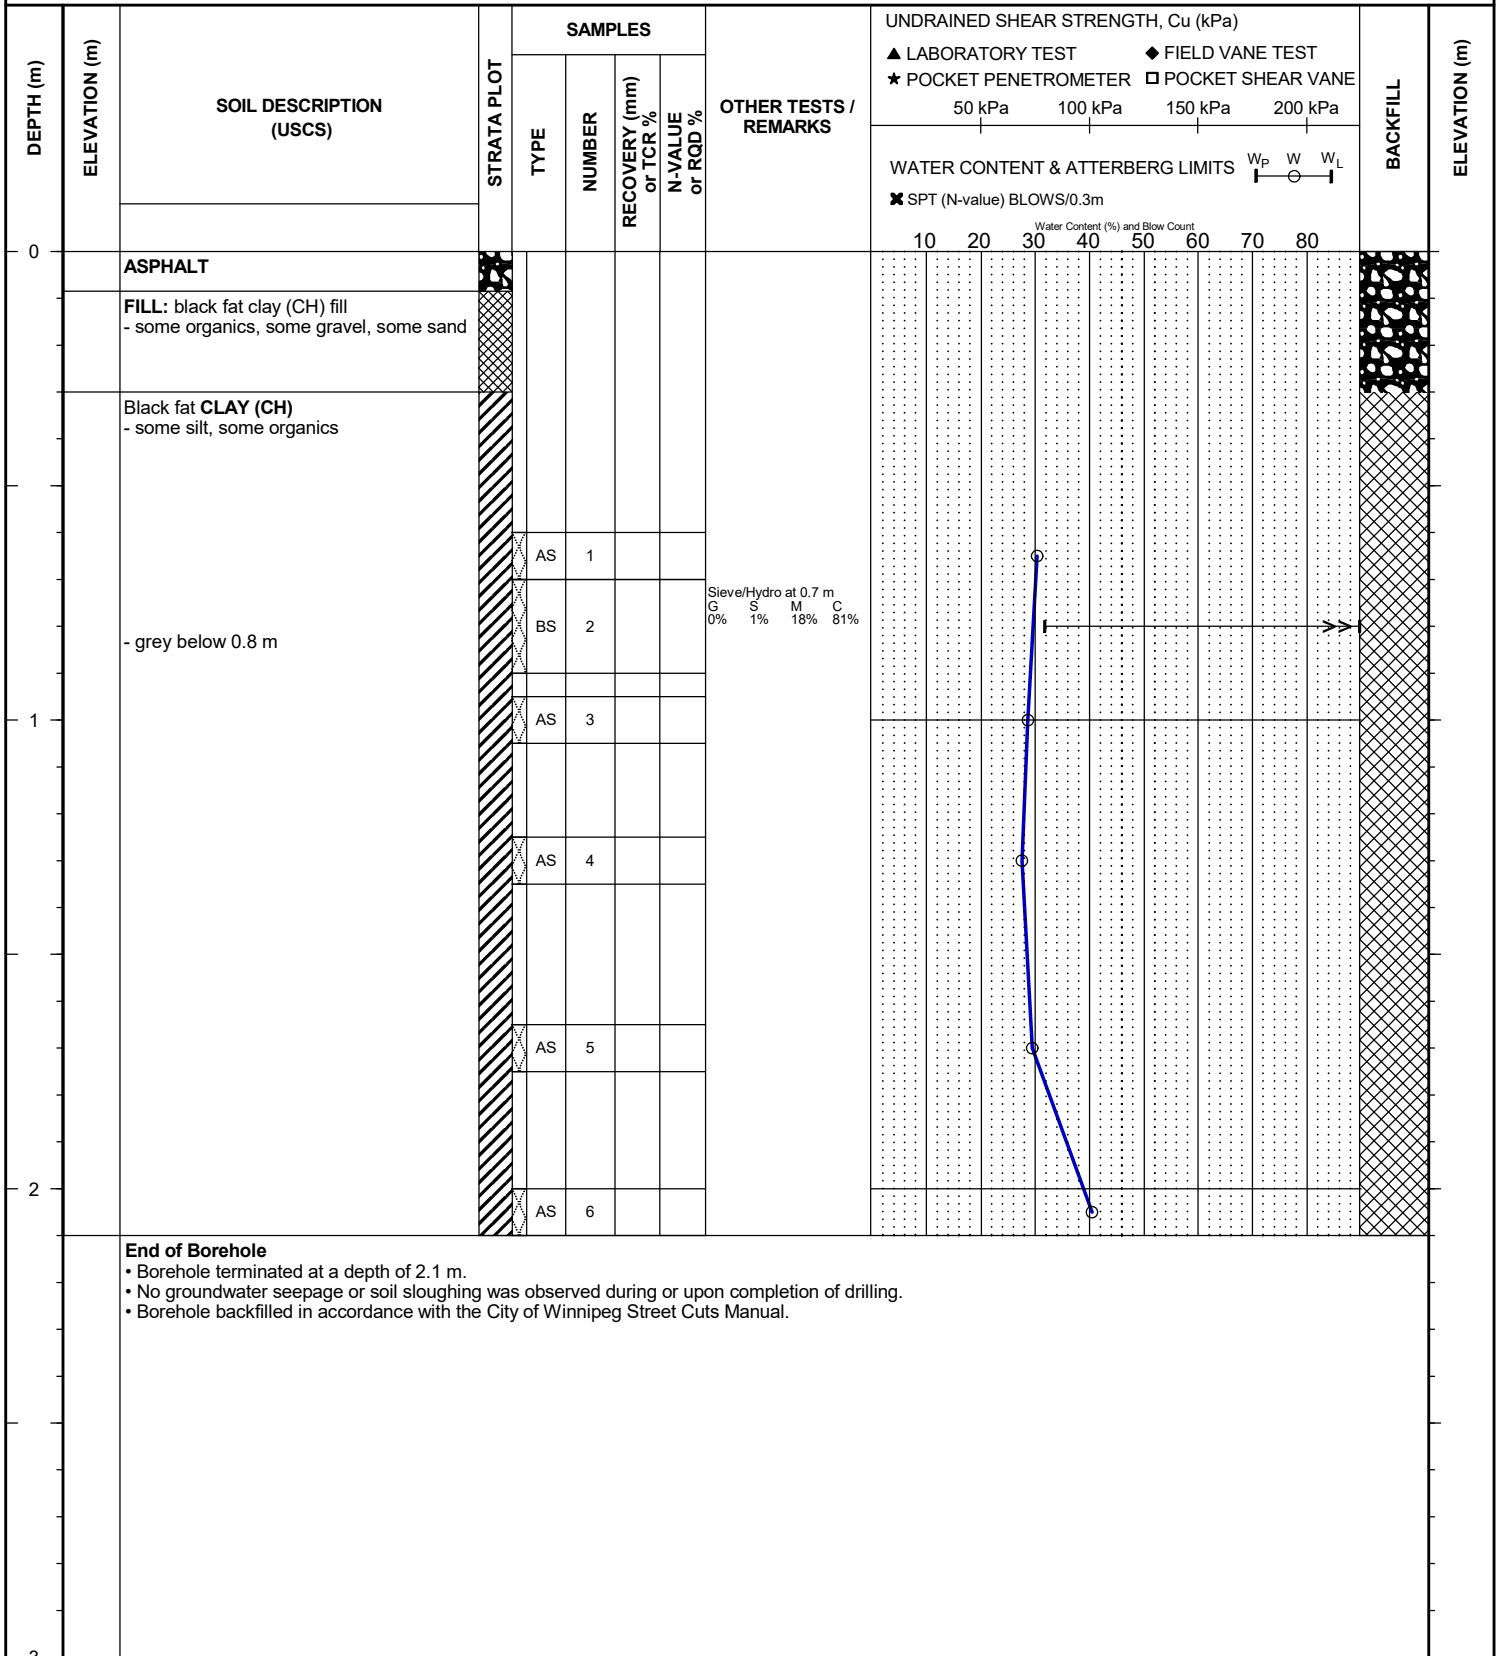 DEPTH (m)
ELEVATION (m)
SOIL DESCRIPTION
(USCS)
STRATA PLOT
SAMPLES
TYPE
NUMBER
RECOVERY (mm)
or TCR %
N-VALUE
or RQD %
OTHER TESTS /
REMARKS
UNDRAINED SHEAR STRENGTH, Cu (kPa)
▲ LABORATORY TEST ◆ FIELD VANE TEST
★ POCKET PENETROMETER □ POCKET SHEAR VANE
50 kPa 100 kPa 150 kPa 200 kPa
WATER CONTENT & ATTERBERG LIMITS WP W WL
✖ SPT (N-value) BLOWS/0.3m
Water Content (%) and Blow Count
10 20 30 40 50 60 70 80
BACKFILL
ELEVATION (m)
0
ASPHALT
FILL: black fat clay (CH) fill
- some organics, some gravel, some sand
Black fat CLAY (CH)
- some silt, some organics
AS 1
Sieve/Hydro at 0.7 m
G S M C
0% 1% 18% 81%
BS 2
- grey below 0.8 m
1
AS 3
AS 4
AS 5
2
AS 6
End of Borehole
• Borehole terminated at a depth of 2.1 m.
• No groundwater seepage or soil sloughing was observed during or upon completion of drilling.
• Borehole backfilled in accordance with the City of Winnipeg Street Cuts Manual.
3